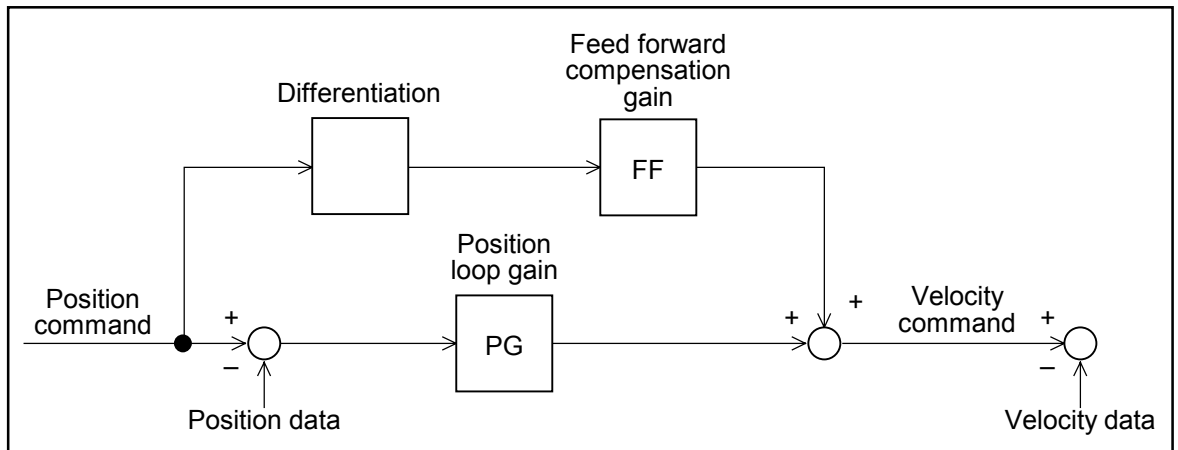 Feed forward
compensation
gain
Differentiation
FF
Position
loop gain
Position
command
+
–
PG
+
+
Velocity
command
+
–
Position data
Velocity data